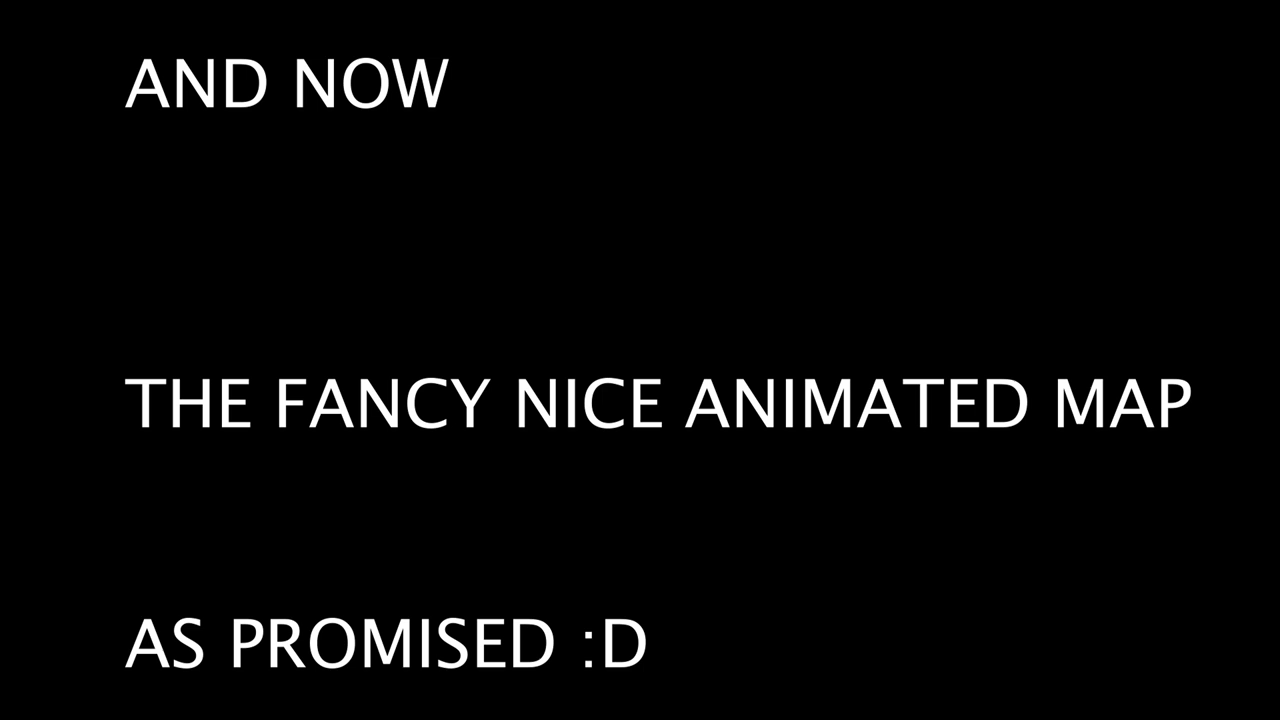 AND NOW
THE FANCY NICE ANIMATED MAP
AS PROMISED :D